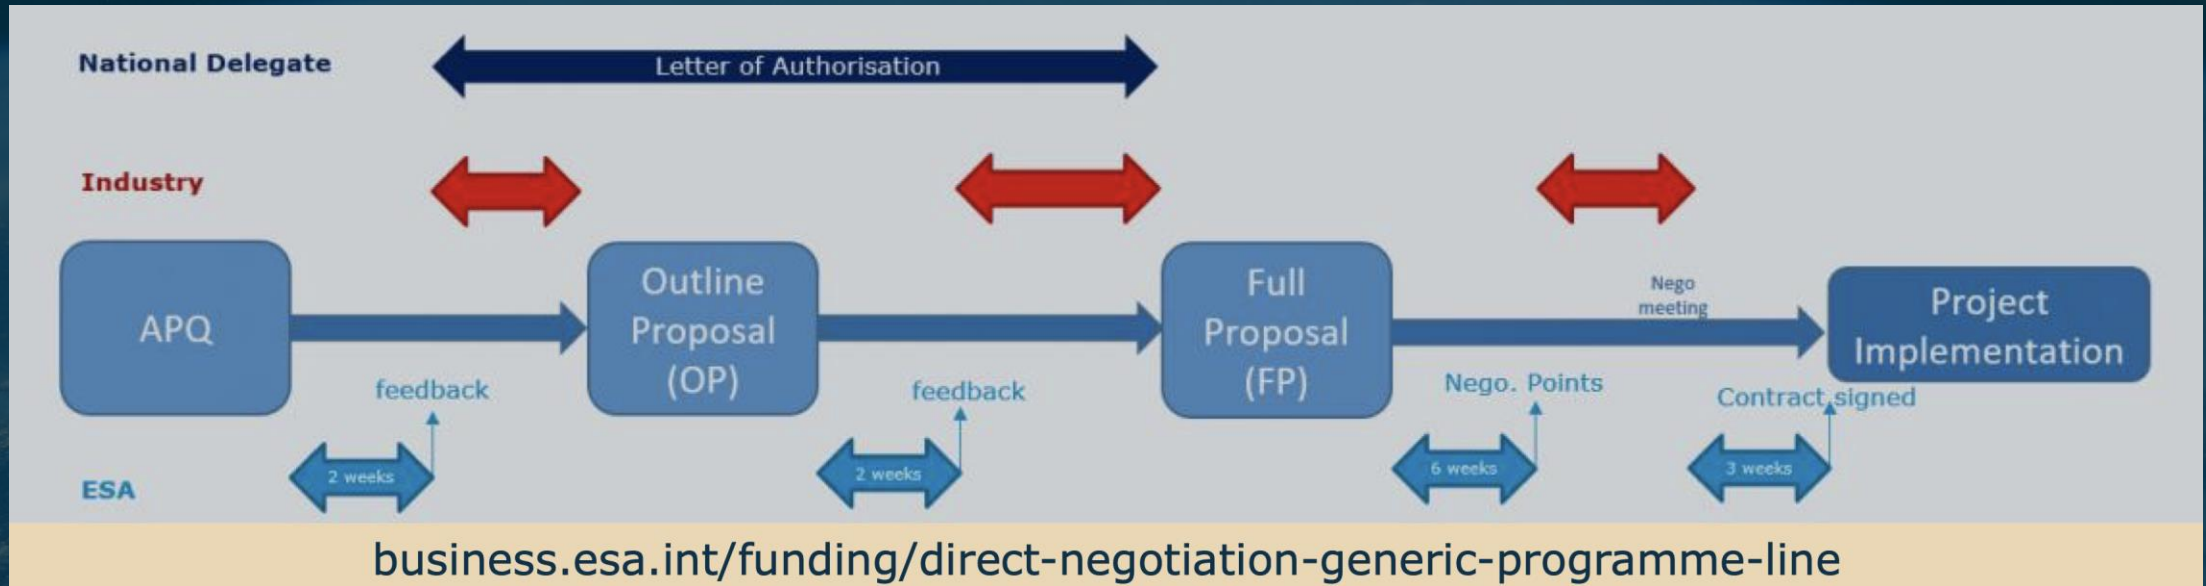 National Delegate
Letter of Authorisation
Industry
APQ
Outline
Proposal
(OP)
Full
Proposal
(FP)
Nego
meeting
Project
Implementation
feedback
feedback
Nego. Points
Contract signed
ESA
2 weeks
2 weeks
6 weeks
3 weeks
business.esa.int/funding/direct-negotiation-generic-programme-line